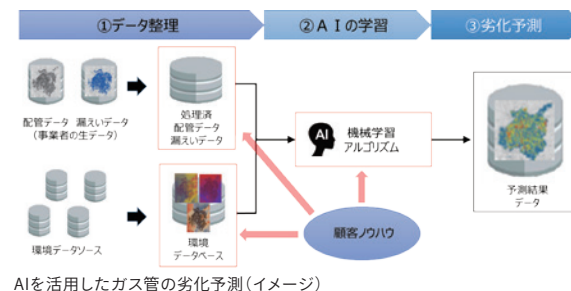 ①データ整理
②AIの学習
③劣化予測
配管データ 漏えいデータ
(事業者の生データ)
処理済
配管データ
漏えいデータ
AI
機械学習
アルゴリズム
予測結果
データ
環境データソース
環境
データベース
顧客ノウハウ
AIを活用したガス管の劣化予測(イメージ)